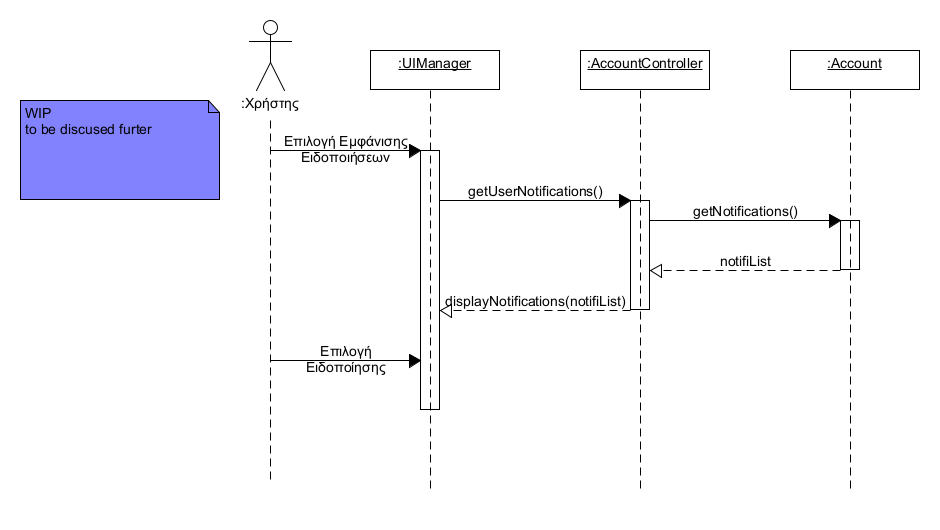 :UIManager
:AccountController
:Account
:Χρήστης
WIP
to be discused furter
Επιλογή Εμφάνισης
Ειδοποιήσεων
getUserNotifications()
getNotifications()
notifiList
displayNotifications(notifiList)
Επιλογή
Ειδοποίησης